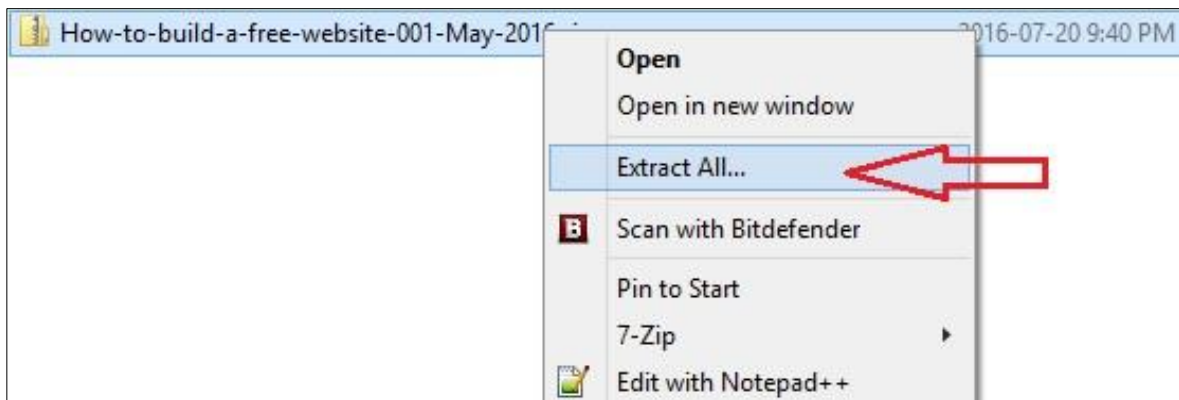 How-to-build-a-free-website-001-May-2016
2016-07-20 9:40 PM
Open
Open in new window
Extract All...
Scan with Bitdefender
Pin to Start
7-Zip
Edit with Notepad++